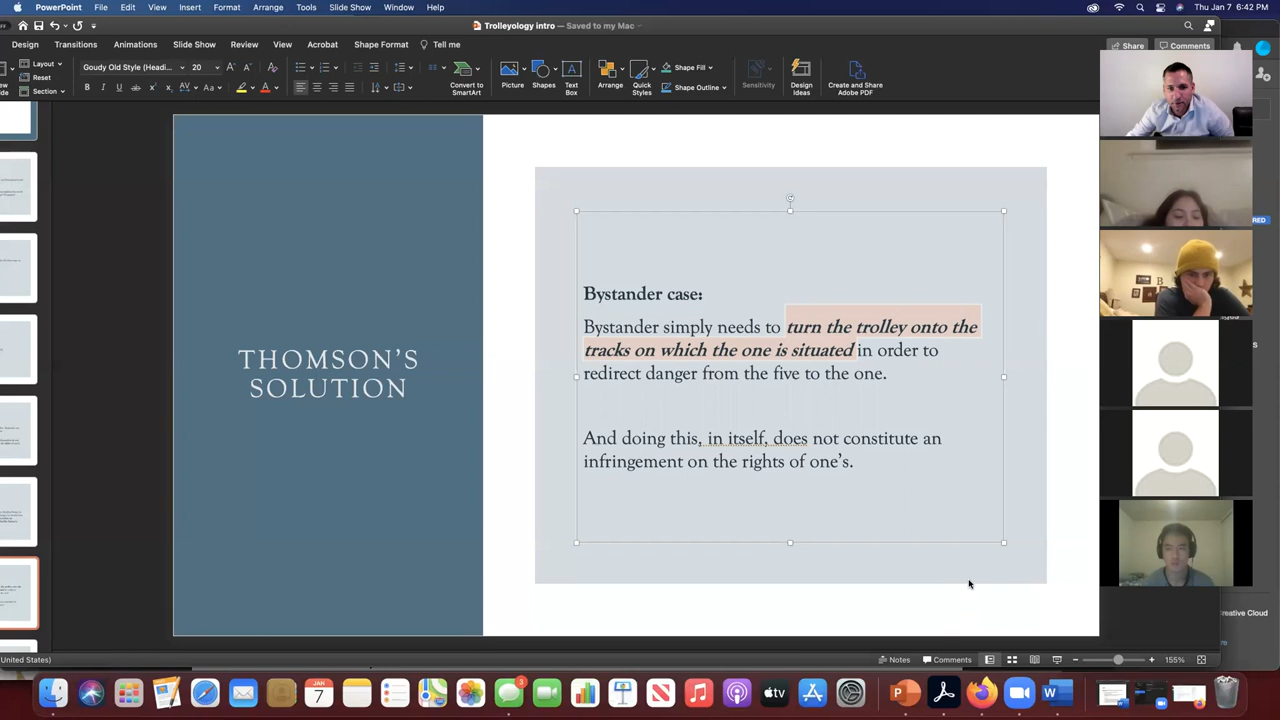 PowerPoint File Edit View Insert Format Arrange Tools Slide Show Window Help Thu Jan 7 6:42 PM
Trolleyology intro — Saved to my Mac
Design Transitions Animations Slide Show Review View Acrobat Shape Format Tell me Share Comments
Layout Goudy Old Style (Headi... 20 Shape Fill
Reset
Section Convert to SmartArt Picture Shapes Text Box Arrange Quick Styles Shape Outline Sensitivity Design Ideas Create and Share Adobe PDF
THOMSON'S
SOLUTION
Bystander case:
Bystander simply needs to turn the trolley onto the
tracks on which the one is situated in order to
redirect danger from the five to the one.
And doing this, in itself, does not constitute an
infringement on the rights of one's.
RED
Creative Cloud
United States) Notes Comments 155%